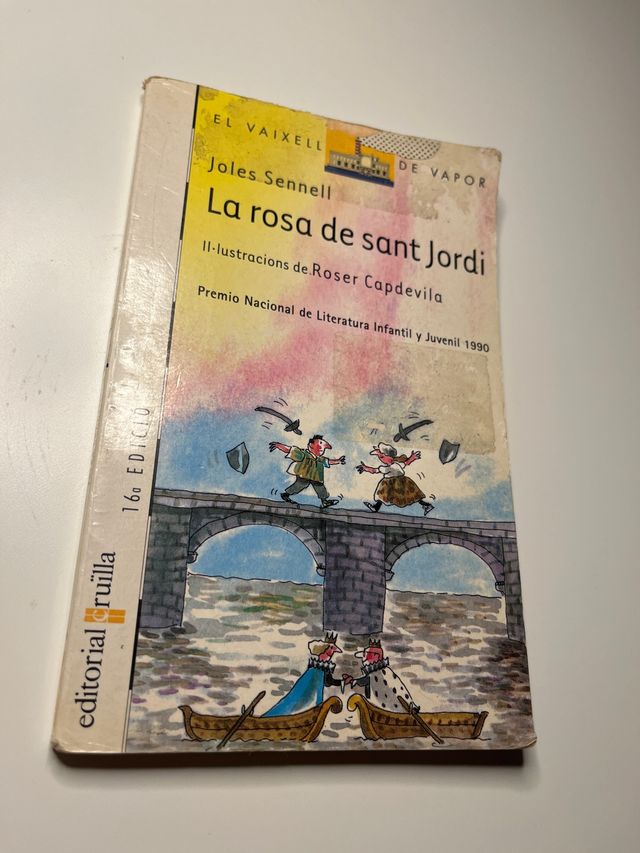 EL VAIXELL DE VAPOR
Joles Sennell
La rosa de sant Jordi
Il·lustracions de Roser Capdevila
Premio Nacional de Literatura Infantil y Juvenil 1990
16a EDICIÓ
editorial cruïlla